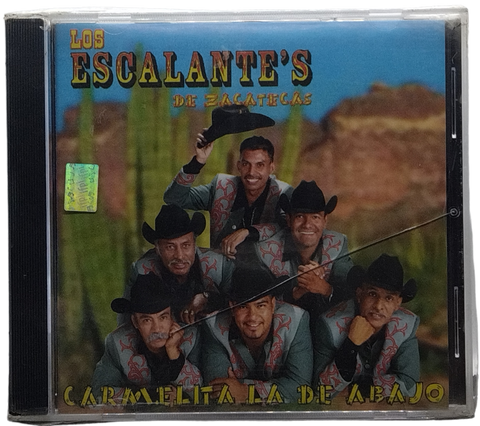 LOS
ESCALANTE'S
DE ZACATECAS
CARMELITA LA DE ABAJO